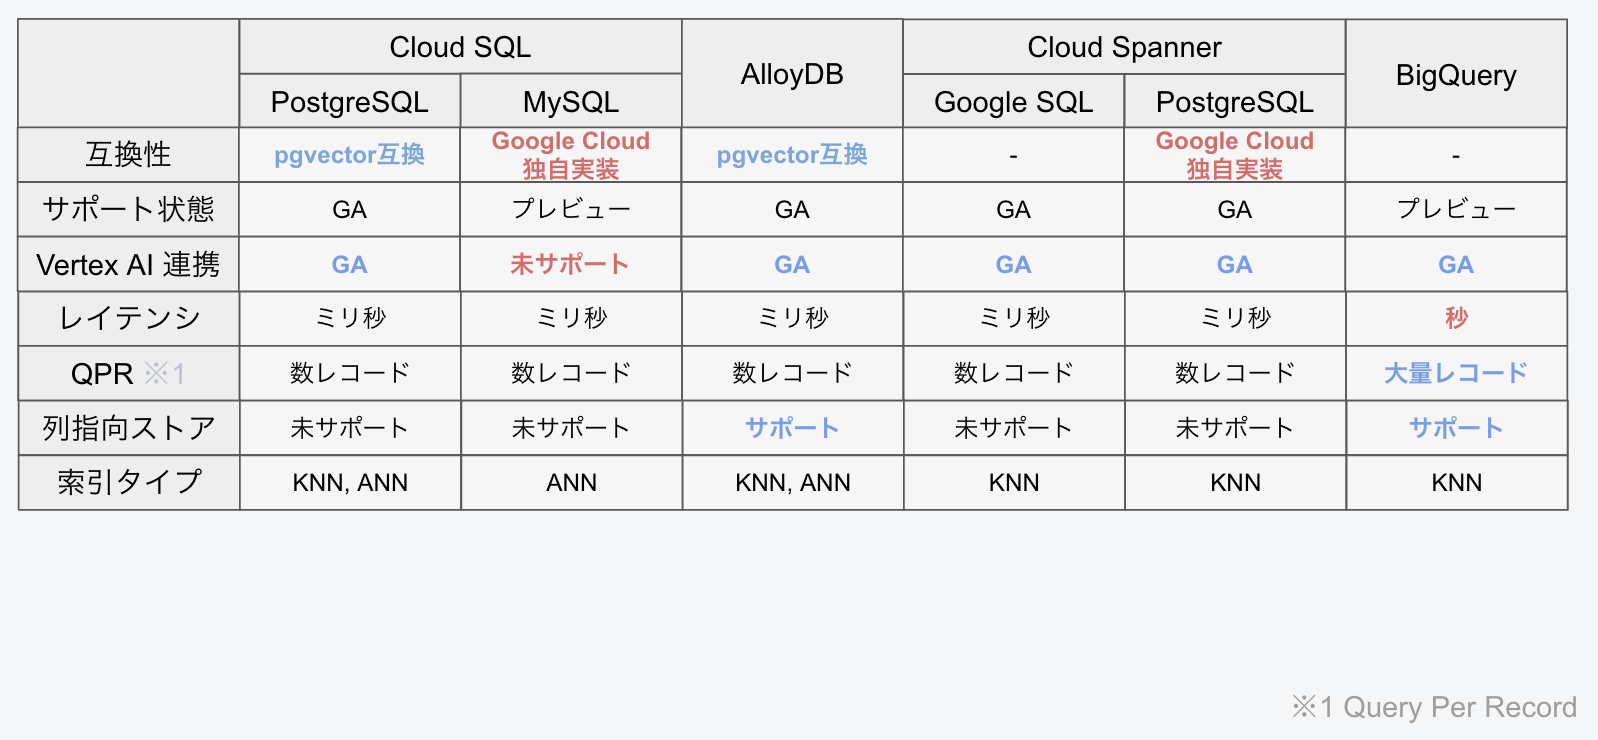 Cloud SQL
AlloyDB
Cloud Spanner
BigQuery
PostgreSQL
MySQL
Google SQL
PostgreSQL
互換性
pgvector互換
Google Cloud
独自実装
pgvector互換
-
Google Cloud
独自実装
-
サポート状態
GA
プレビュー
GA
GA
GA
プレビュー
Vertex AI 連携
GA
未サポート
GA
GA
GA
GA
レイテンシ
ミリ秒
ミリ秒
ミリ秒
ミリ秒
ミリ秒
秒
QPR ※1
数レコード
数レコード
数レコード
数レコード
数レコード
大量レコード
列指向ストア
未サポート
未サポート
サポート
未サポート
未サポート
サポート
索引タイプ
KNN, ANN
ANN
KNN, ANN
KNN
KNN
KNN
※1 Query Per Record